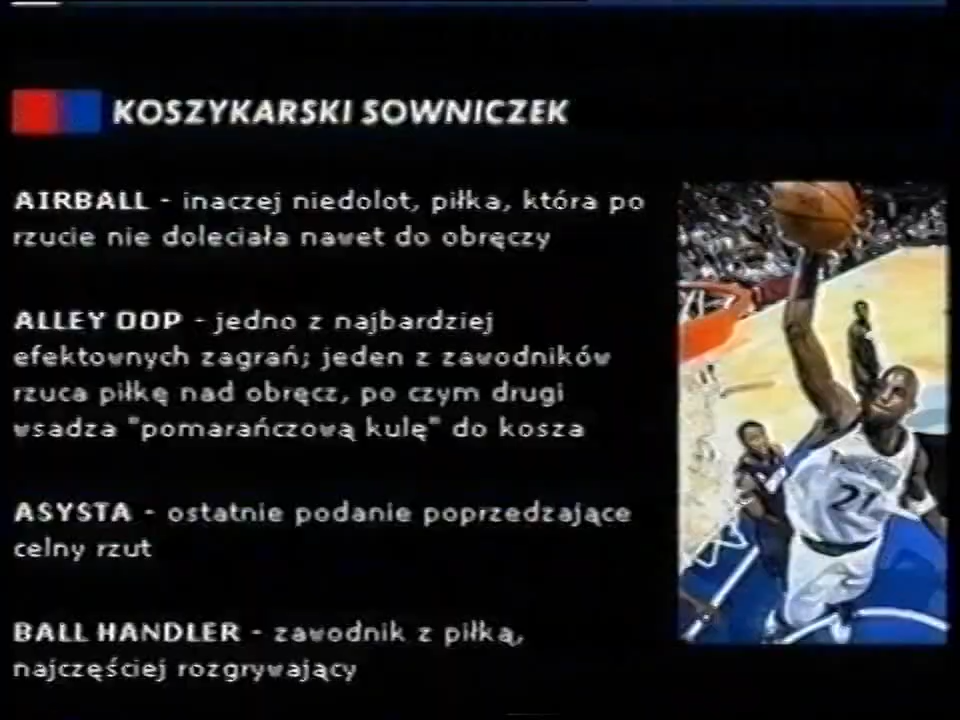 KOSZYKARSKI SOWNICZEK
AIRBALL - inaczej niedolot, piłka, która po
rzucie nie doleciała nawet do obręczy
ALLEY OOP - jedno z najbardziej
efektownych zagrań; jeden z zawodników
rzuca piłkę nad obręcz, po czym drugi
wsadza "pomarańczową kulę" do kosza
ASYSTA - ostatnie podanie poprzedzające
celny rzut
BALL HANDLER - zawodnik z piłką,
najczęściej rozgrywający
21